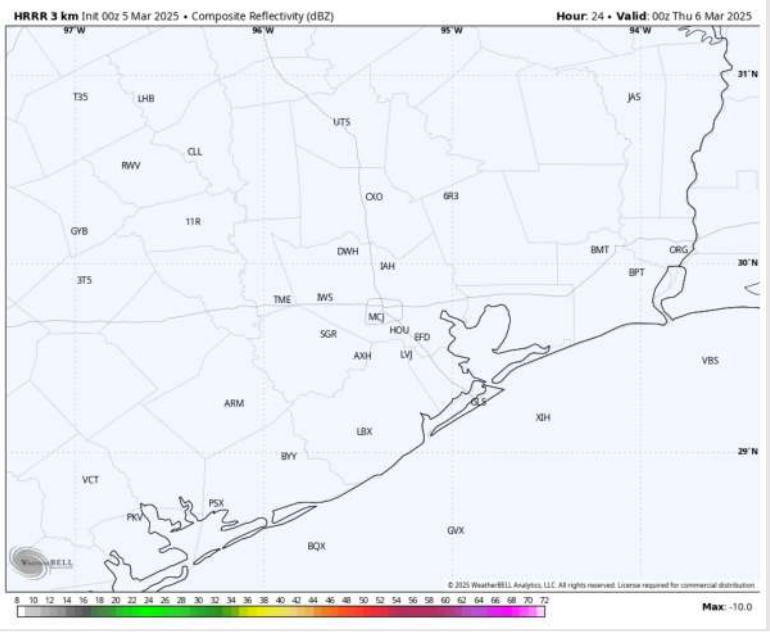 HRRR 3 km Init 00z 5 Mar 2025 • Composite Reflectivity (dBZ) Hour: 24 • Valid: 00z Thu 6 Mar 2025
97°W 96°W 95°W 94°W
31°N
T35 LHB JAS
UTS
CLL
RWV
CXO 6R3
11R
GYB
DWH BMT ORG
IAH 30°N
BPT
3T5
TME IWS
MCJ
SGR HOU EFD
AXH LVJ
VBS
ARM GLS
XIH
LBX
BYY 29°N
VCT
PSX
PKV
GVX
BQX
WeatherBELL
© 2025 WeatherBELL Analytics, LLC. All rights reserved. License required for commercial distribution
8 10 12 14 16 18 20 22 24 26 28 30 32 34 36 38 40 42 44 46 48 50 52 54 56 58 60 62 64 66 68 70 72
Max: -10.0